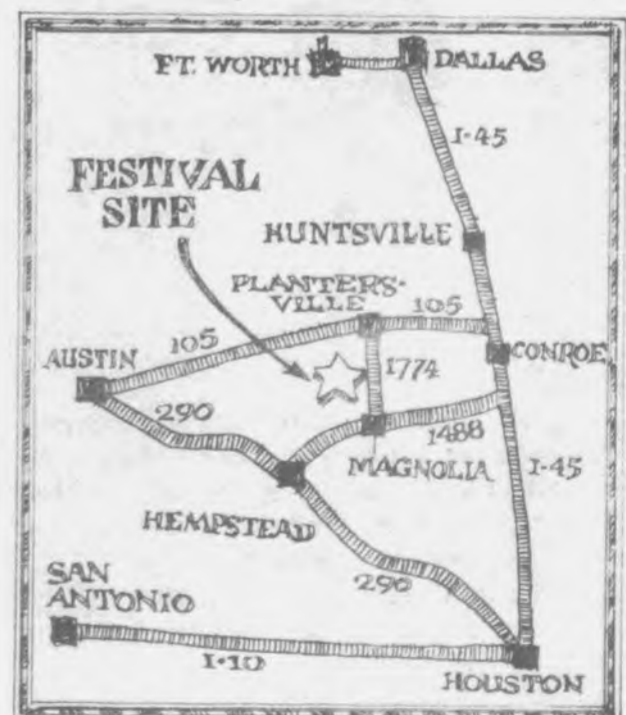 FT. WORTH
DALLAS
I-45
FESTIVAL
SITE
HUNTSVILLE
PLANTERS-
VILLE
105
105
CONROE
AUSTIN
1774
290
1488
MAGNOLIA
I-45
HEMPSTEAD
290
SAN
ANTONIO
I-10
HOUSTON